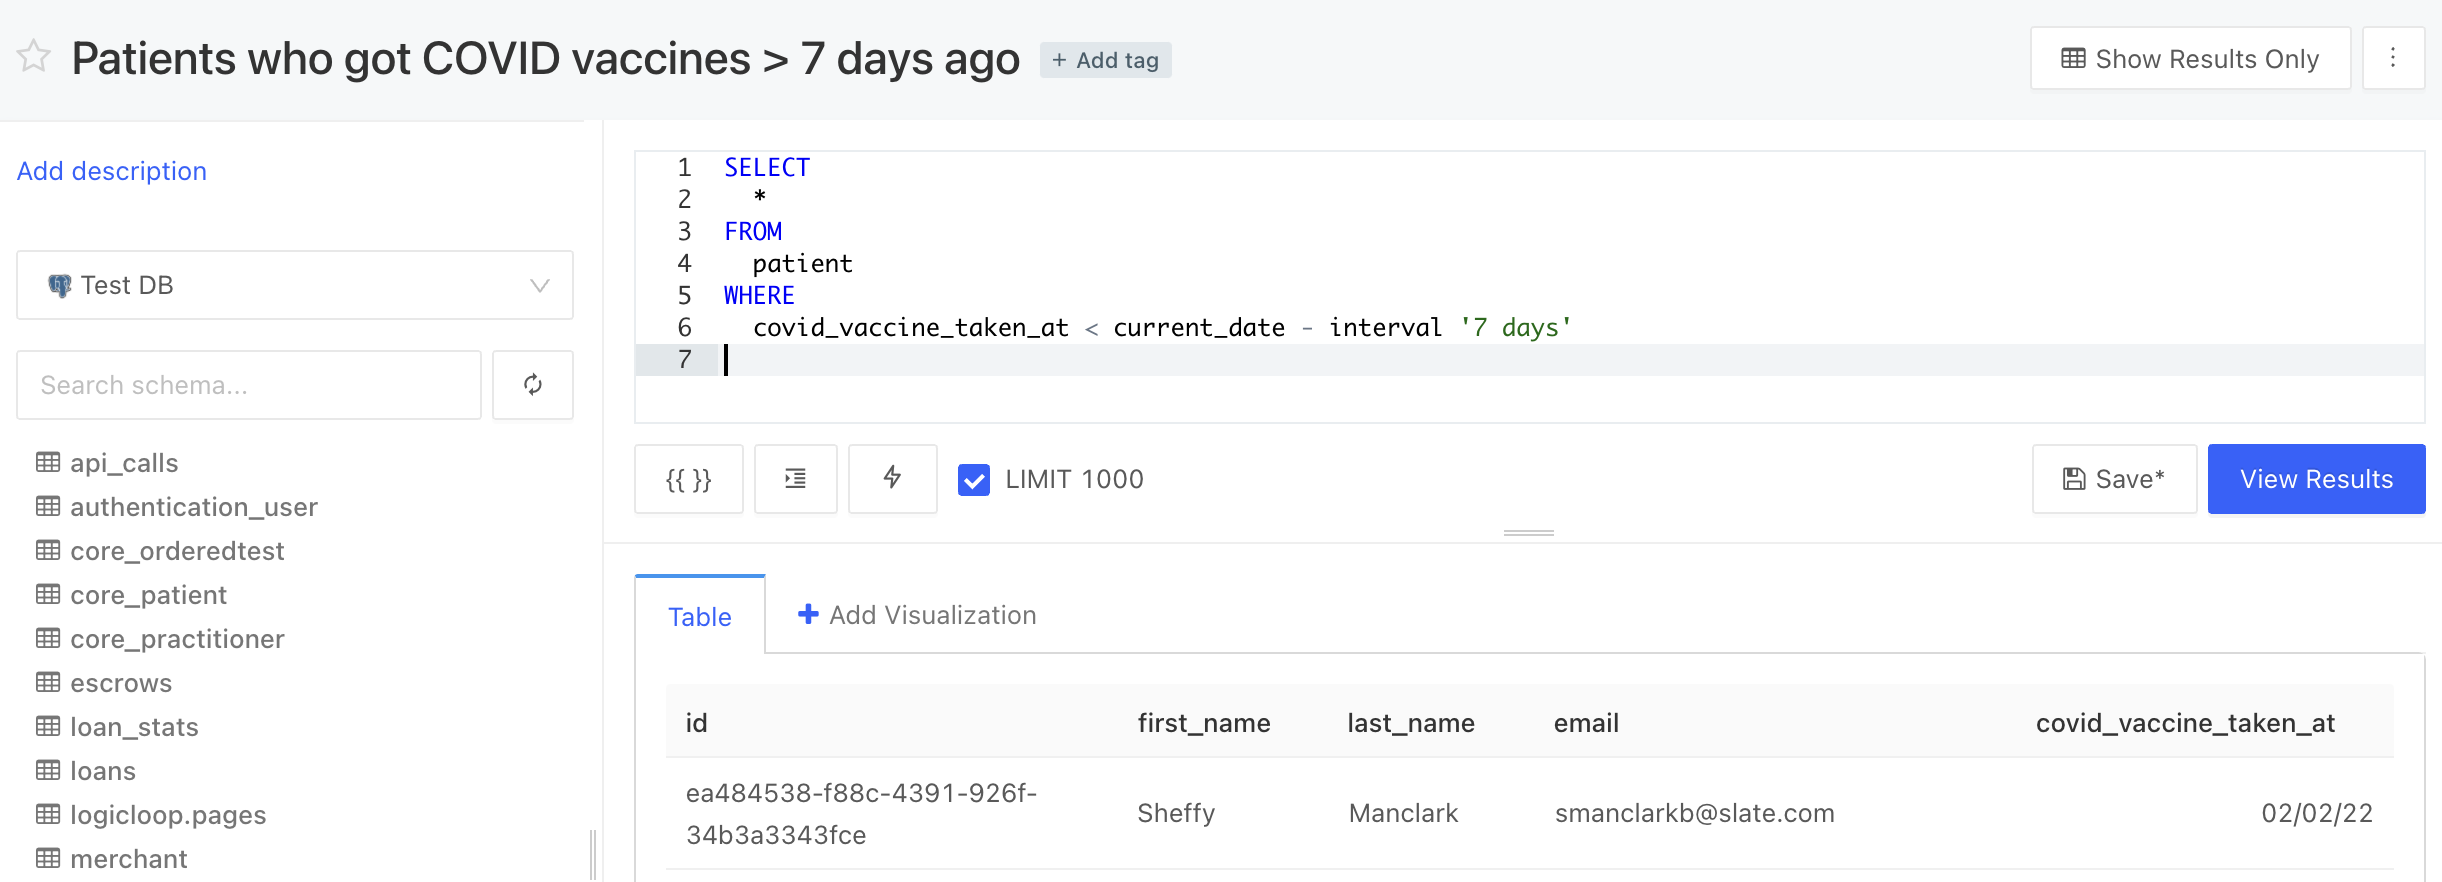 Patients who got COVID vaccines > 7 days ago
+ Add tag
Show Results Only
Add description
Test DB
Search schema...
api_calls
authentication_user
core_orderedtest
core_patient
core_practitioner
escrows
loan_stats
loans
logicloop.pages
merchant
1 SELECT
2 *
3 FROM
4 patient
5 WHERE
6 covid_vaccine_taken_at < current_date - interval '7 days'
7
{{ }}
LIMIT 1000
Save*
View Results
Table
+ Add Visualization
id first_name last_name email covid_vaccine_taken_at
ea484538-f88c-4391-926f-
34b3a3343fce
Sheffy Manclark smanclarkb@slate.com 02/02/22